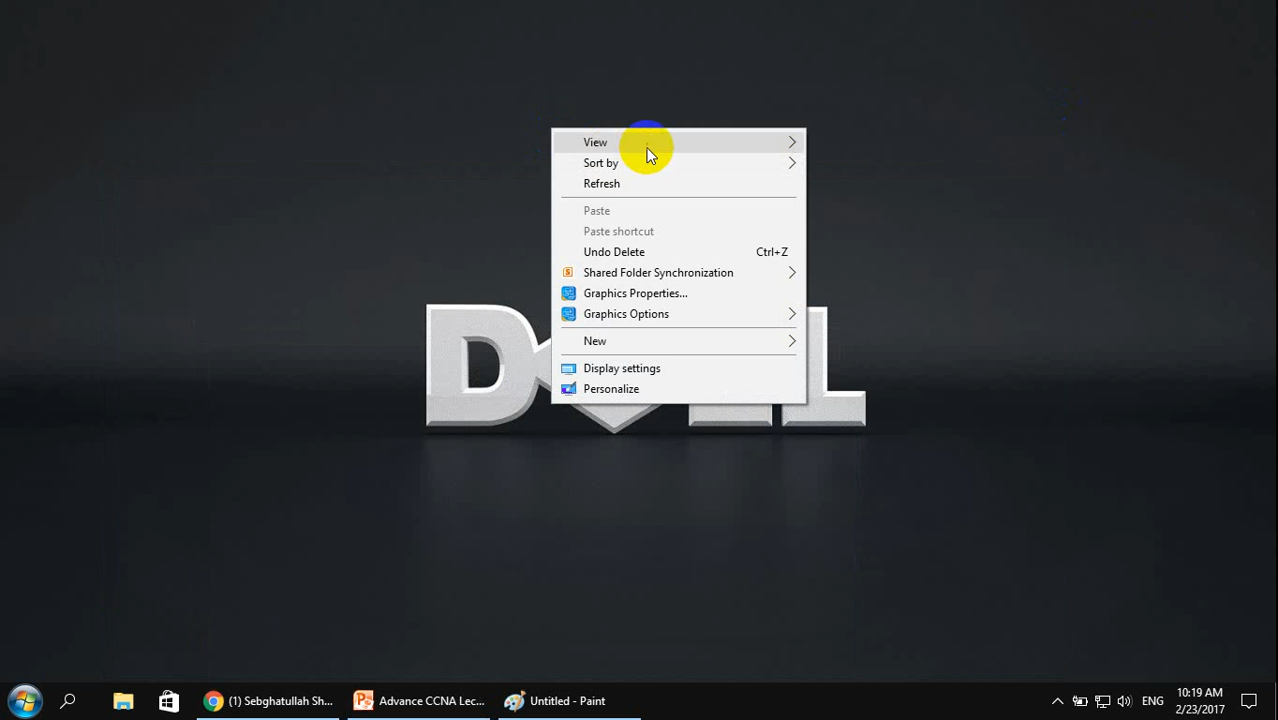 View
Sort by
Refresh
Paste
Paste shortcut
Undo Delete Ctrl+Z
Shared Folder Synchronization
Graphics Properties...
Graphics Options
New
Display settings
Personalize
(1) Sebghatullah Sh...
Advance CCNA Lec...
Untitled - Paint
ENG
10:19 AM
2/23/2017